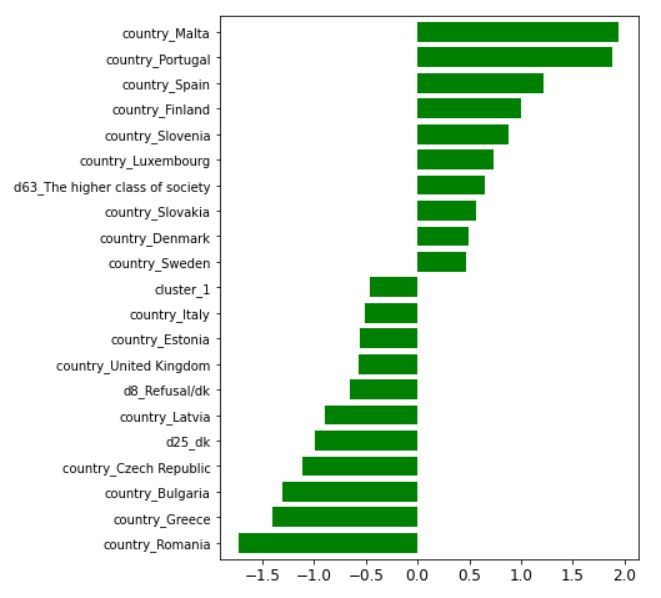 country_Malta
country_Portugal
country_Spain
country_Finland
country_Slovenia
country_Luxembourg
d63_The higher class of society
country_Slovakia
country_Denmark
country_Sweden
cluster_1
country_Italy
country_Estonia
country_United Kingdom
d8_Refusal/dk
country_Latvia
d25_dk
country_Czech Republic
country_Bulgaria
country_Greece
country_Romania
−1.5 −1.0 −0.5 0.0 0.5 1.0 1.5 2.0